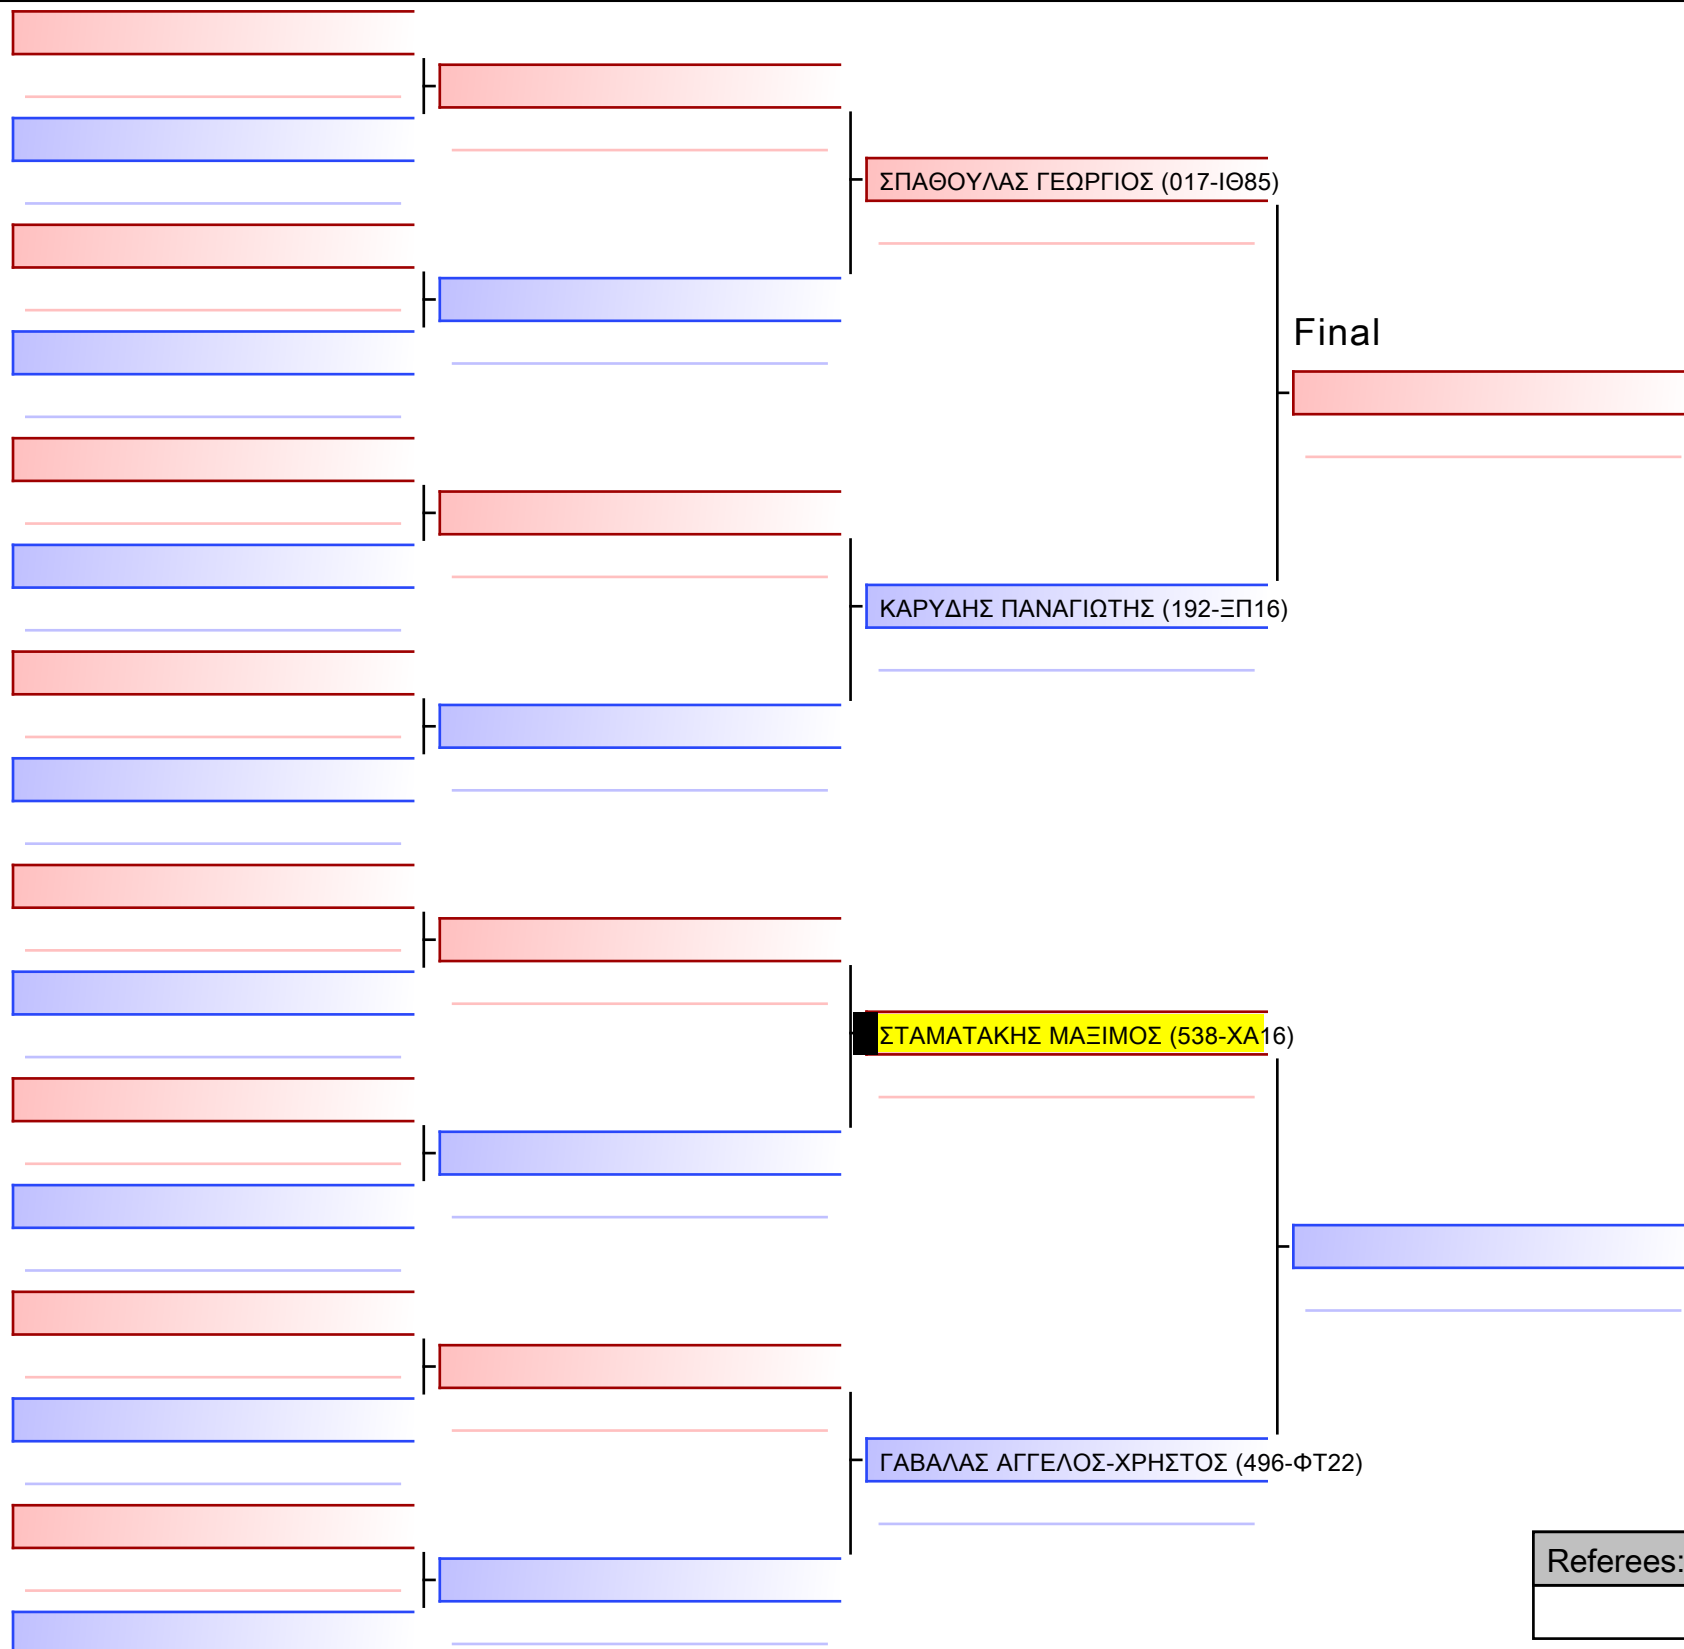 ΣΠΑΘΟΥΛΑΣ ΓΕΩΡΓΙΟΣ (017-ΙΘ85)
Final
ΚΑΡΥΔΗΣ ΠΑΝΑΓΙΩΤΗΣ (192-ΞΠ16)
ΣΤΑΜΑΤΑΚΗΣ ΜΑΞΙΜΟΣ (538-ΧΑ16)
ΓΑΒΑΛΑΣ ΑΓΓΕΛΟΣ-ΧΡΗΣΤΟΣ (496-ΦΤ22)
Referees: